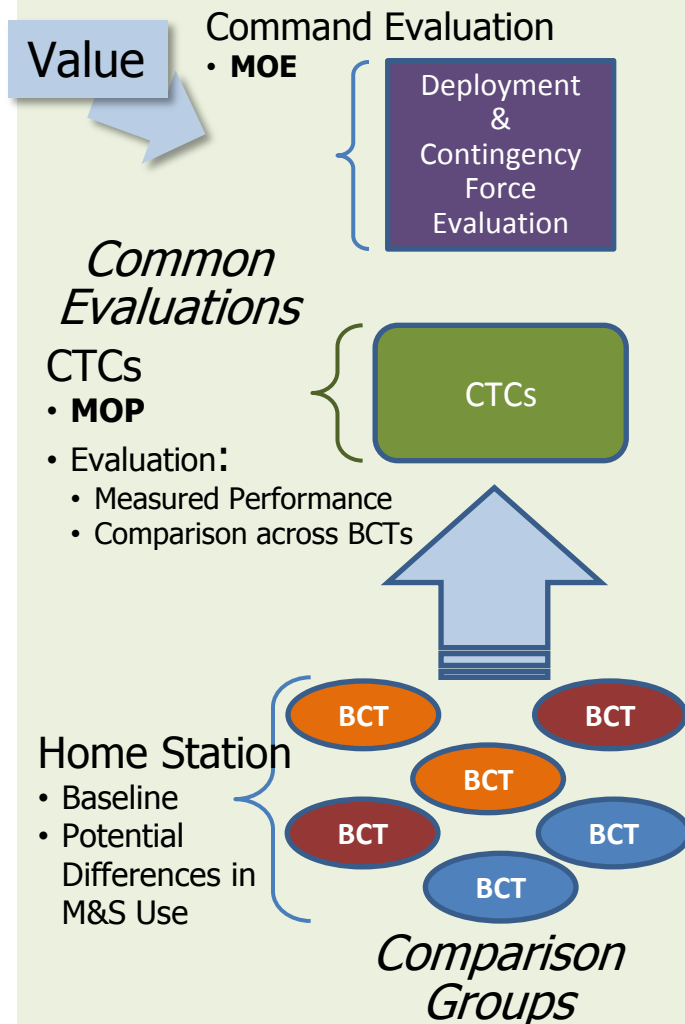 Value
Command Evaluation
• MOE
Deployment
&
Contingency
Force
Evaluation
Common
Evaluations
CTCs
• MOP
• Evaluation:
• Measured Performance
• Comparison across BCTs
CTCs
BCT
BCT
BCT
BCT
BCT
BCT
Home Station
• Baseline
• Potential
Differences in
M&S Use
Comparison
Groups